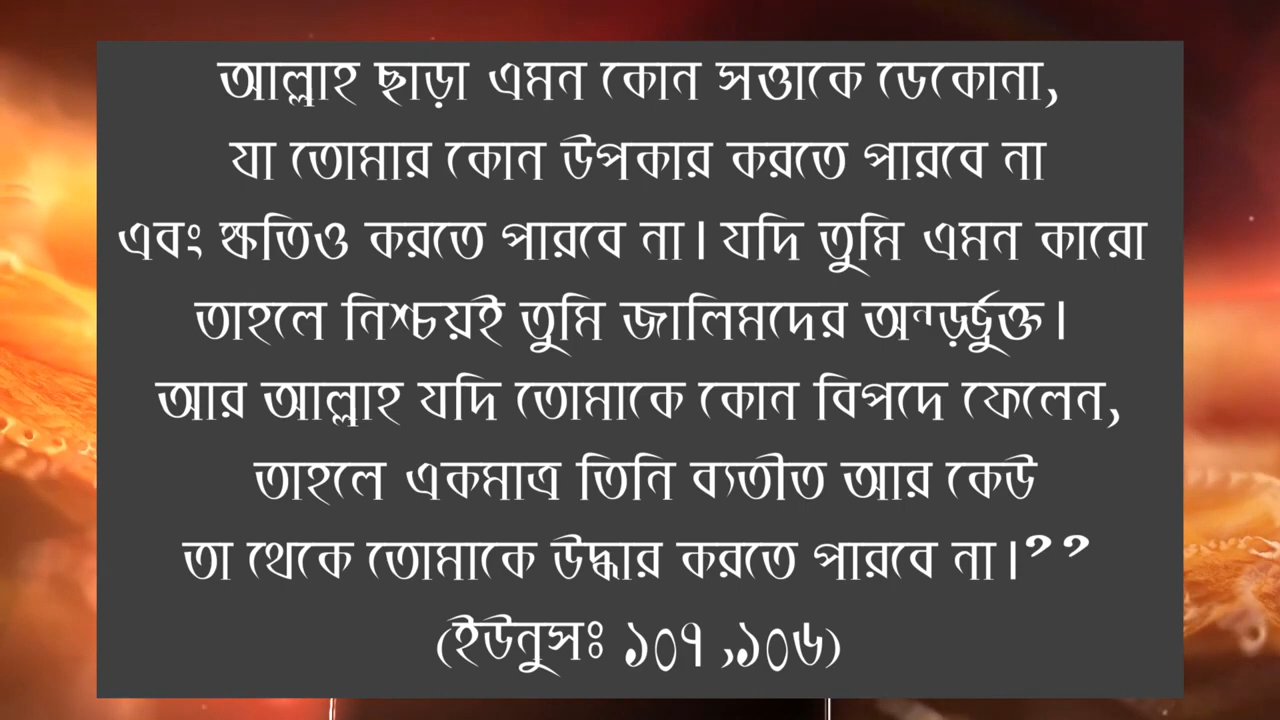 আল্লাহ ছাড়া এমন কোন সত্তাকে ডেকোনা,
যা তোমার কোন উপকার করতে পারবে না
এবং ক্ষতিও করতে পারবে না। যদি তুমি এমন কারো
তাহলে নিশ্চয়ই তুমি জালিমদের অন্র্ড়র্ভুক্ত।
আর আল্লাহ যদি তোমাকে কোন বিপদে ফেলেন,
তাহলে একমাত্র তিনি ব্যতীত আর কেউ
তা থেকে তোমাকে উদ্ধার করতে পারবে না।”
(ইউনুসঃ ১০৭ ,১০৬)